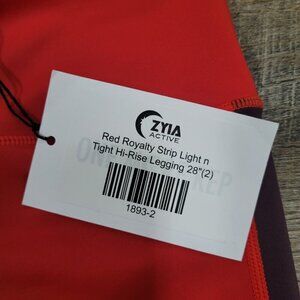 ZYIA
ACTIVE
Red Royalty Strip Light n
Tight Hi-Rise Legging 28"(2)
1893-2